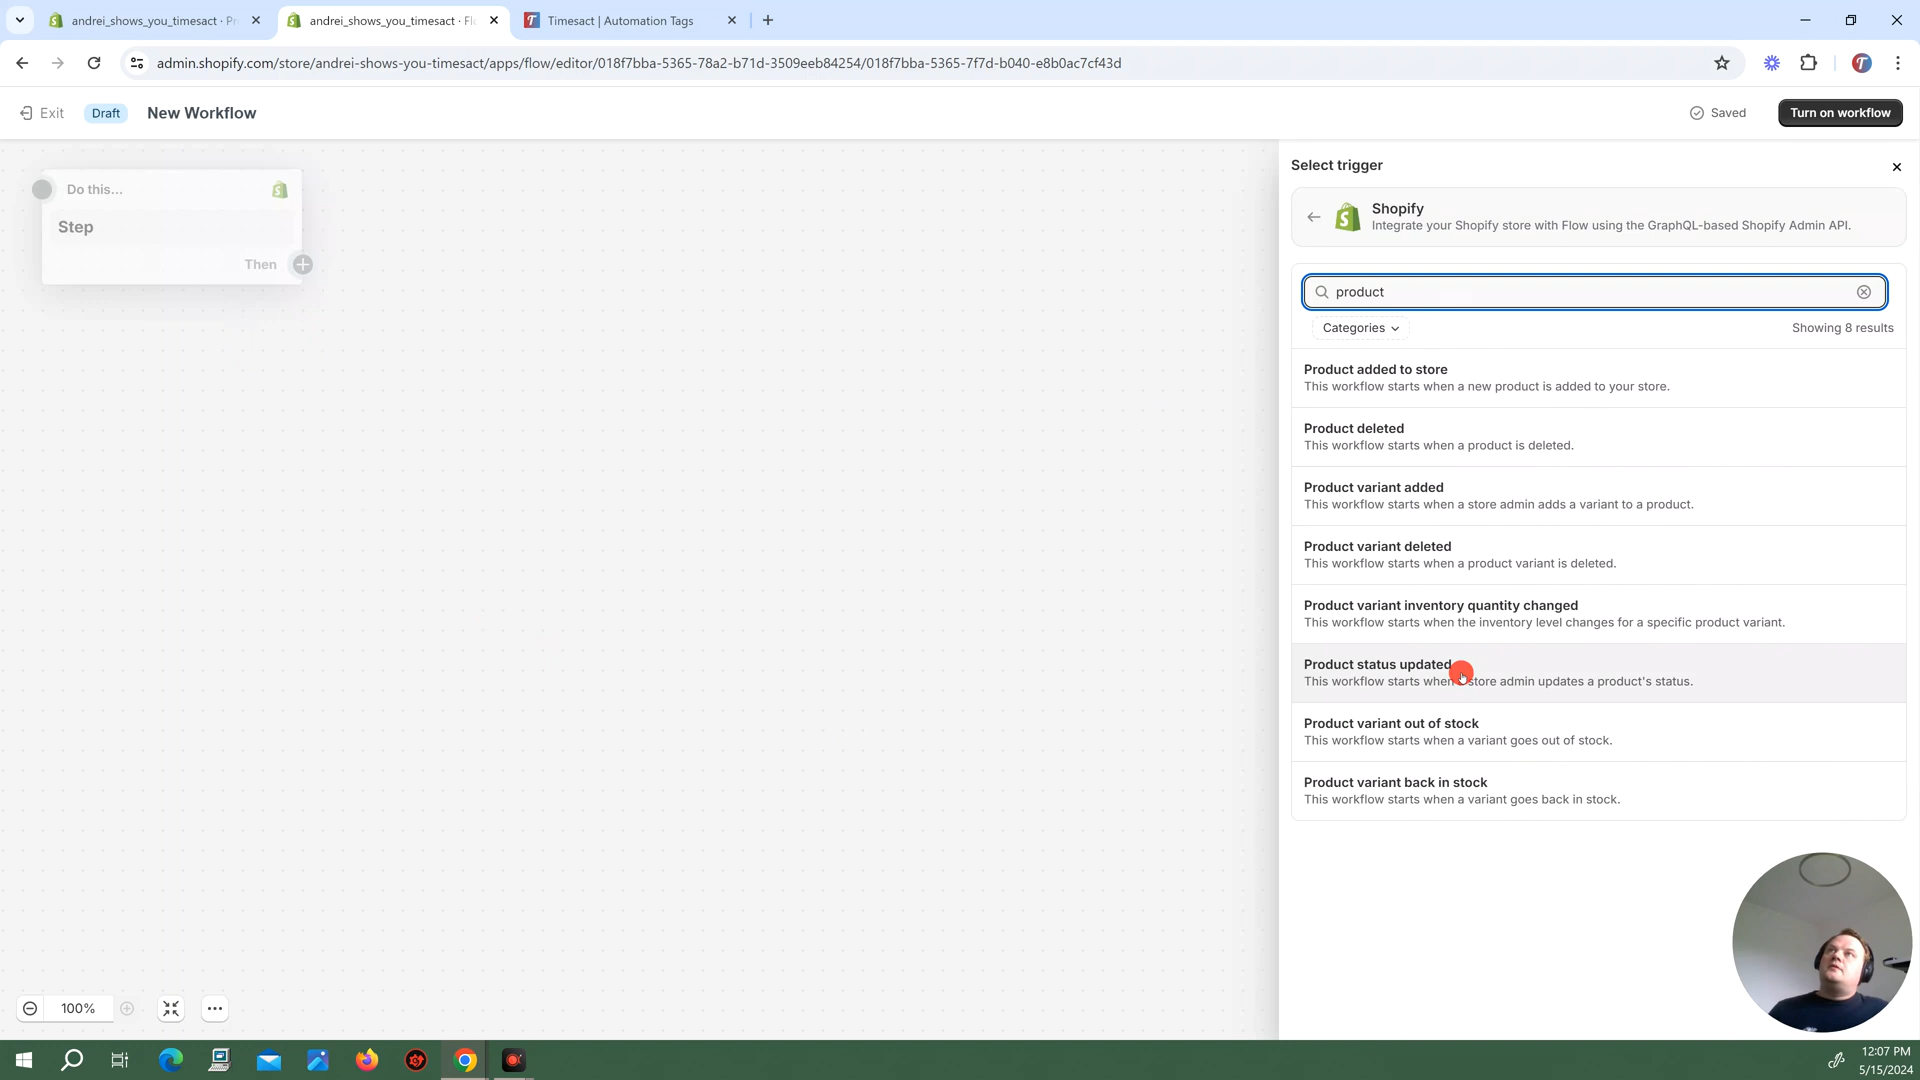 andrei_shows_you_timesact · Pr
andrei_shows_you_timesact · Fl
Timesact | Automation Tags
admin.shopify.com/store/andrei-shows-you-timesact/apps/flow/editor/018f7bba-5365-78a2-b71d-3509eeb84254/018f7bba-5365-7f7d-b040-e8b0ac7cf43d
Exit
Draft
New Workflow
Saved
Turn on workflow
Do this...
Step
Then
Select trigger
Shopify
Integrate your Shopify store with Flow using the GraphQL-based Shopify Admin API.
product
Categories
Showing 8 results
Product added to store
This workflow starts when a new product is added to your store.
Product deleted
This workflow starts when a product is deleted.
Product variant added
This workflow starts when a store admin adds a variant to a product.
Product variant deleted
This workflow starts when a product variant is deleted.
Product variant inventory quantity changed
This workflow starts when the inventory level changes for a specific product variant.
Product status updated
This workflow starts when store admin updates a product's status.
Product variant out of stock
This workflow starts when a variant goes out of stock.
Product variant back in stock
This workflow starts when a variant goes back in stock.
100%
12:07 PM
5/15/2024